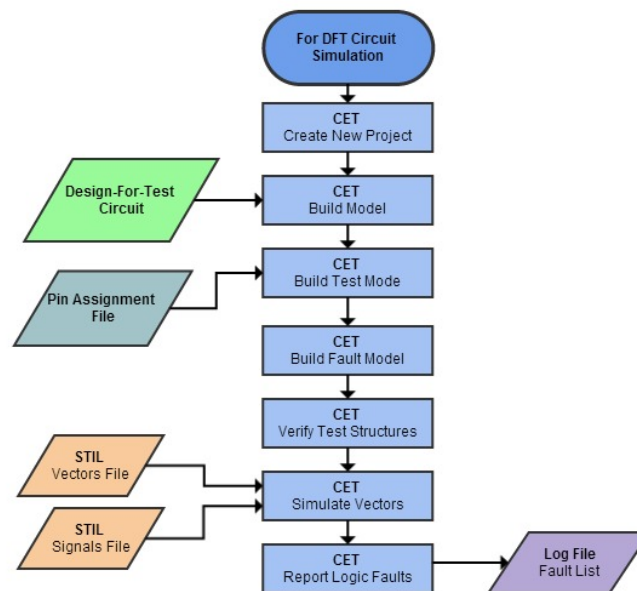 For DFT Circuit
Simulation
CET
Create New Project
Design-For-Test
Circuit
CET
Build Model
Pin Assignment
File
CET
Build Test Mode
CET
Build Fault Model
CET
Verify Test Structures
STIL
Vectors File
CET
Simulate Vectors
STIL
Signals File
CET
Report Logic Faults
Log File
Fault List